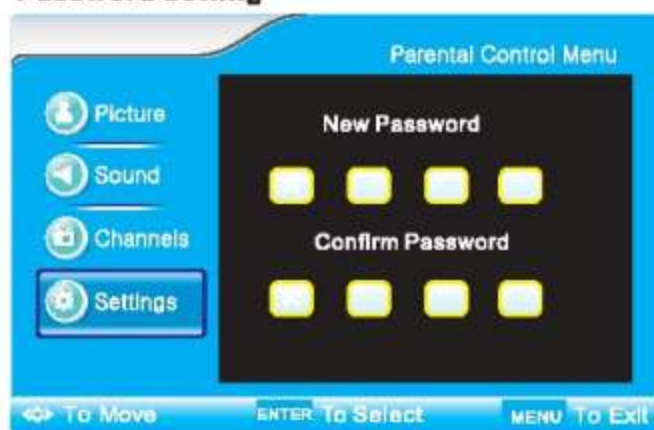 Parental Control Menu
Picture
New Password
Sound
Channels
Confirm Password
Settings
To Move ENTER To Select MENU To Exit